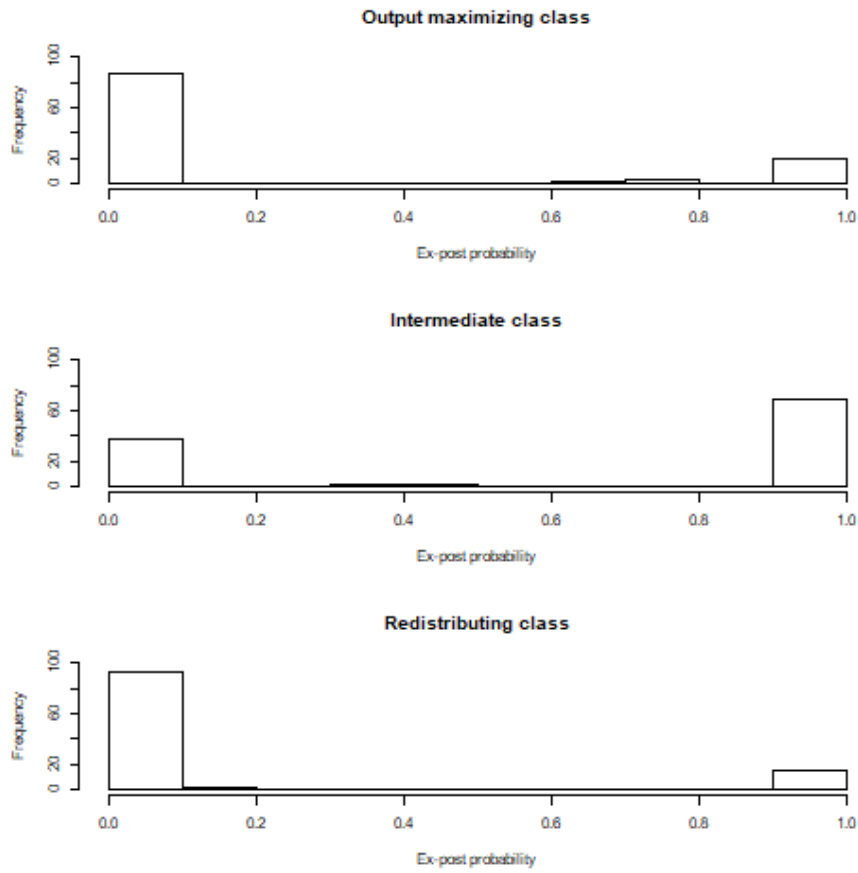 Output maximizing class
Frequency
100
60
20
0
0.0 0.2 0.4 0.6 0.8 1.0
Ex-post probability
Intermediate class
Frequency
100
60
20
0
0.0 0.2 0.4 0.6 0.8 1.0
Ex-post probability
Redistributing class
Frequency
100
60
20
0
0.0 0.2 0.4 0.6 0.8 1.0
Ex-post probability